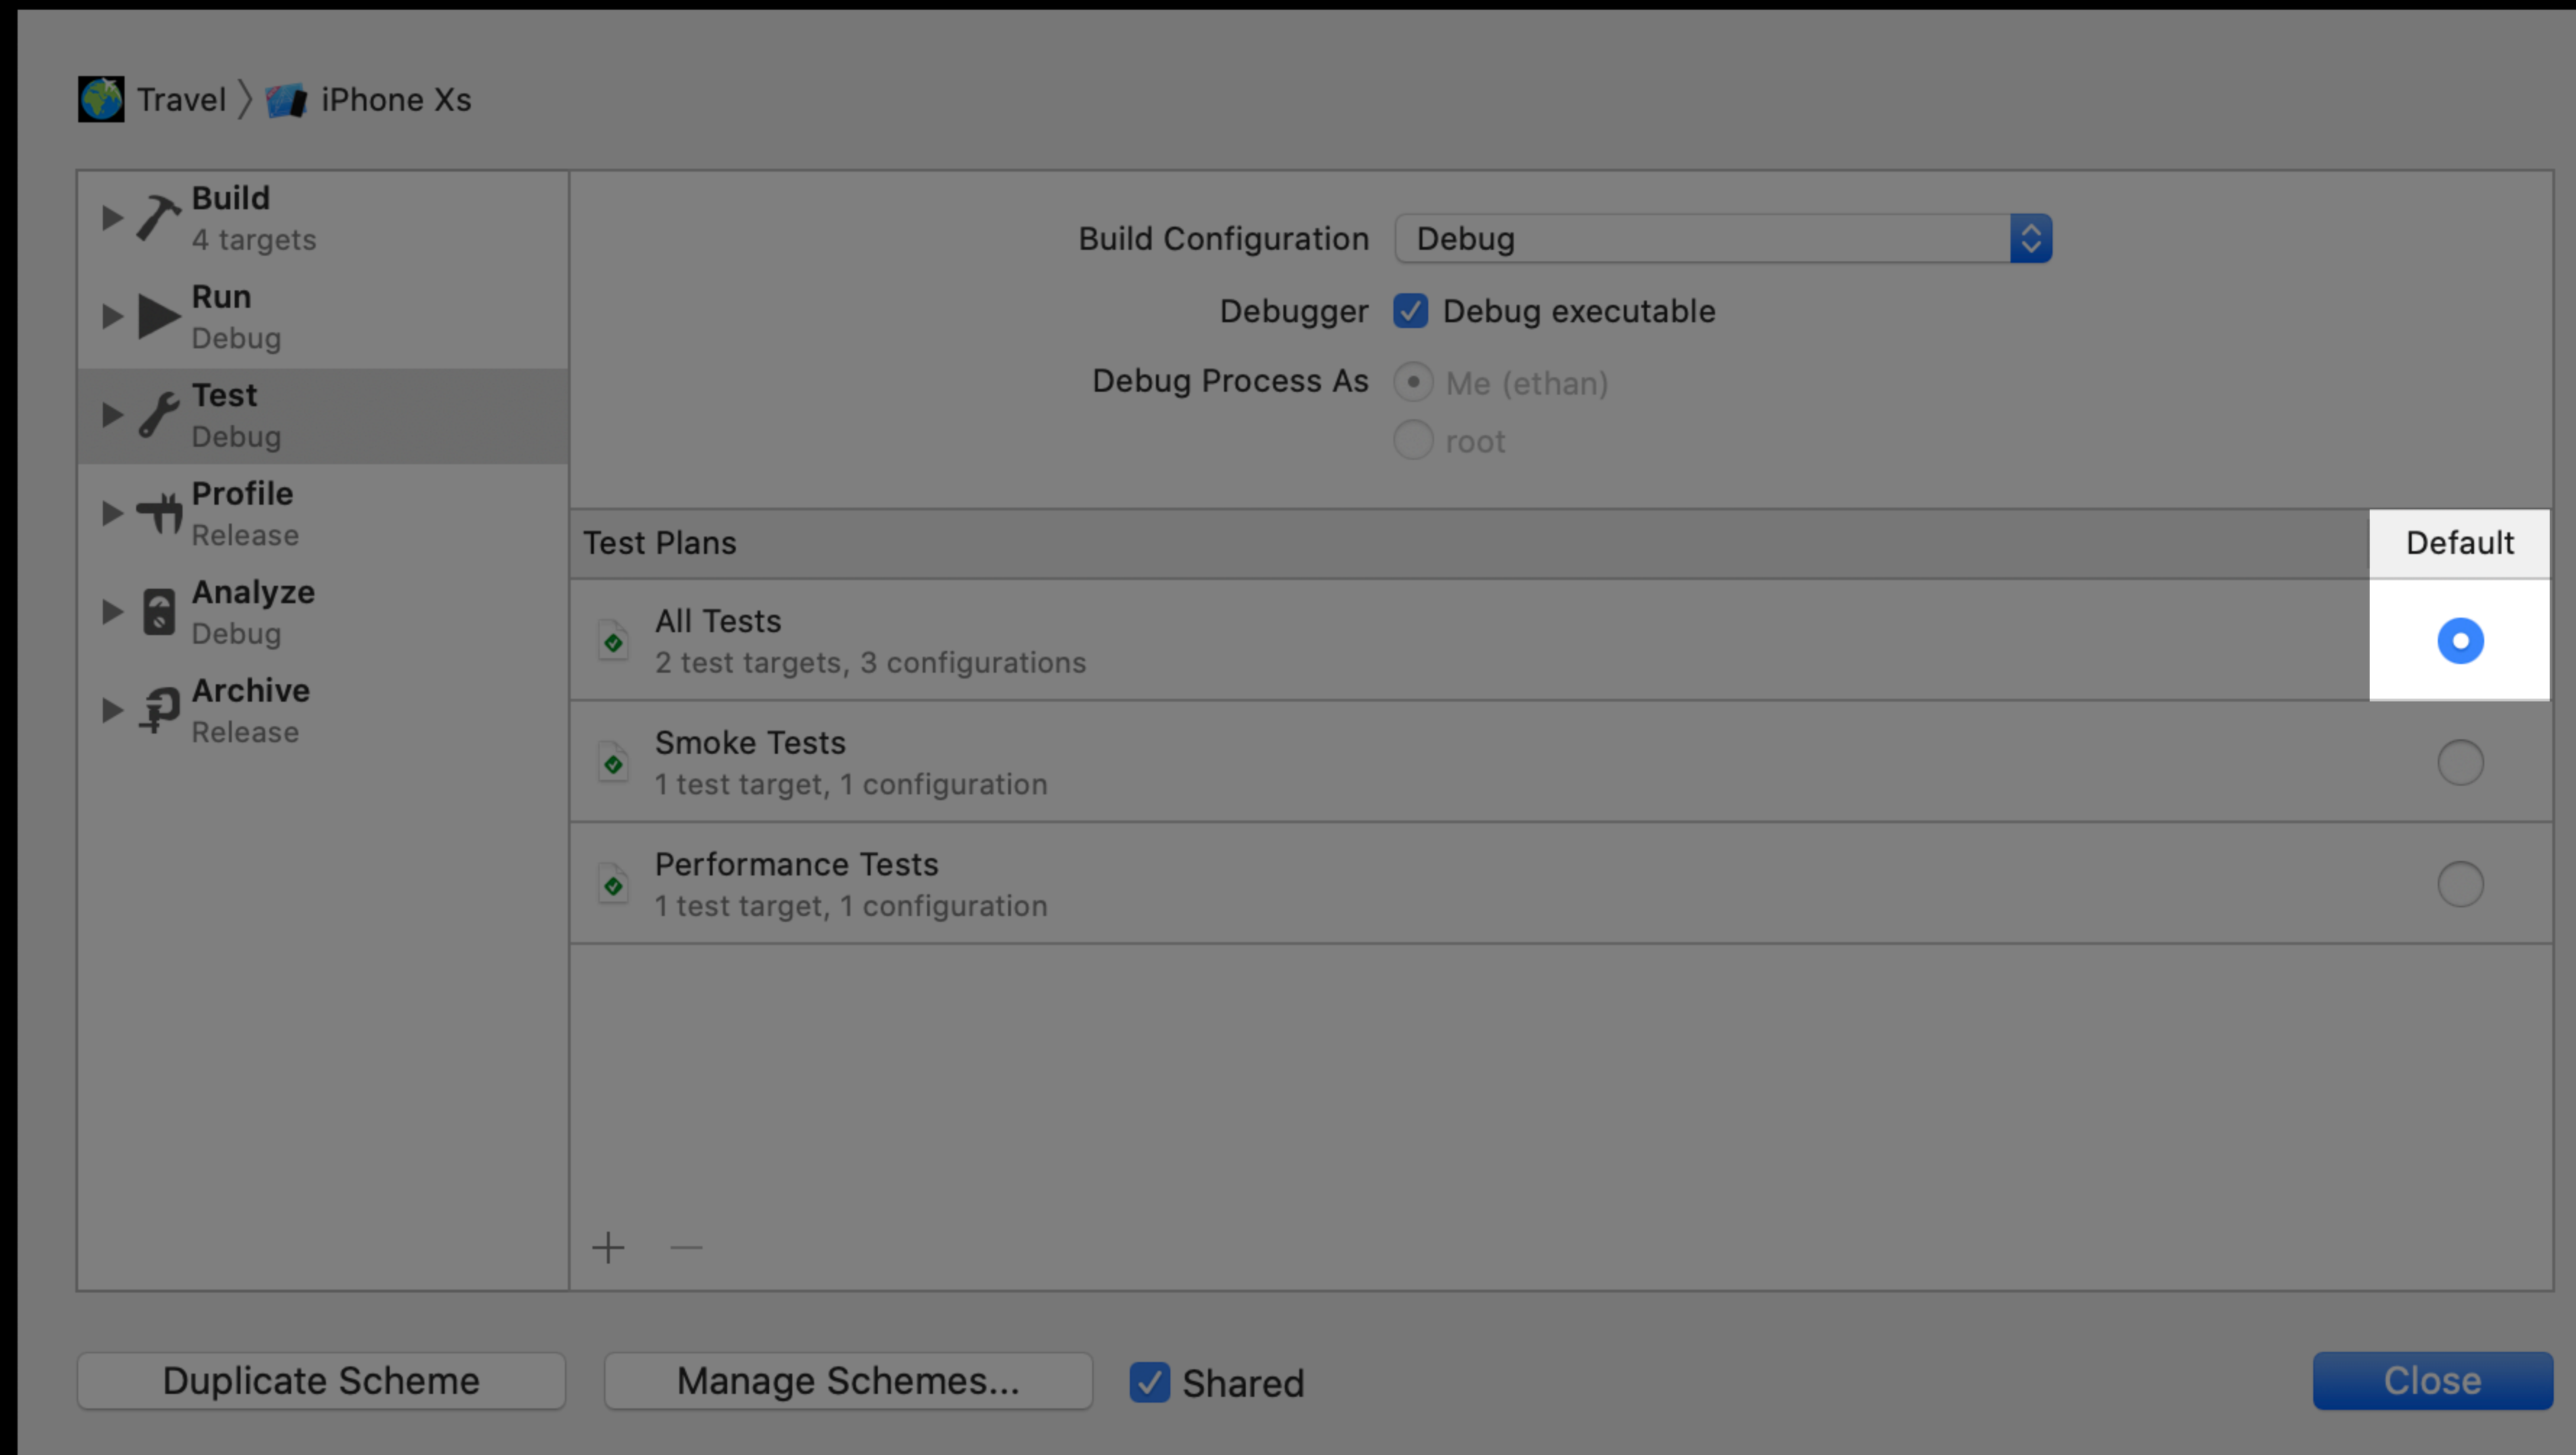 Travel iPhone Xs
Build
4 targets
Run
Debug
Test
Debug
Profile
Release
Analyze
Debug
Archive
Release
Build Configuration Debug
Debugger Debug executable
Debug Process As Me (ethan)
root
Test Plans Default
All Tests
2 test targets, 3 configurations
Smoke Tests
1 test target, 1 configuration
Performance Tests
1 test target, 1 configuration
Duplicate Scheme Manage Schemes... Shared Close